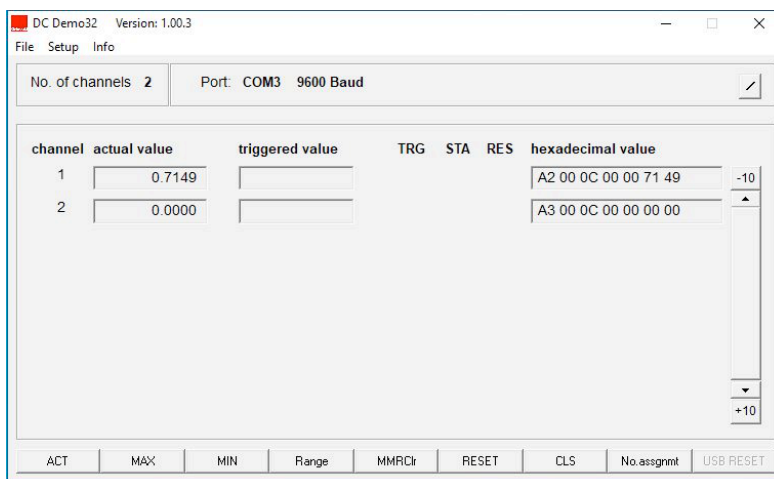 DC Demo32 Version: 1.00.3
File Setup Info
No. of channels 2 Port: COM3 9600 Baud
channel actual value triggered value TRG STA RES hexadecimal value
1 0.7149 A2 00 0C 00 00 71 49 -10
2 0.0000 A3 00 0C 00 00 00 00
+10
ACT MAX MIN Range MMRClr RESET CLS No.assgnmt USB RESET